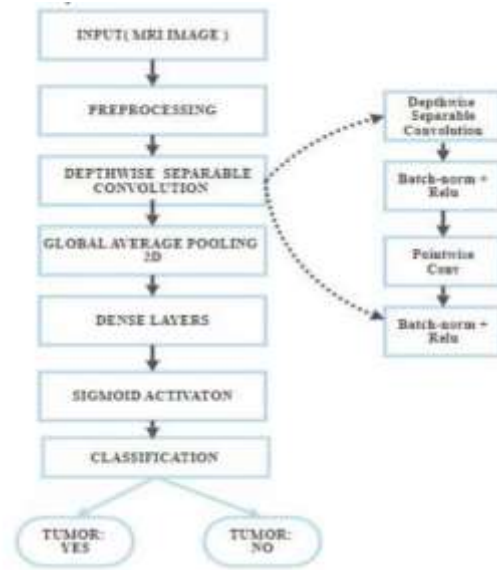 INPUT( MRI IMAGE )
PREPROCESSING
DEPTHWISE SEPARABLE
CONVOLUTION
GLOBAL AVERAGE POOLING
2D
DENSE LAYERS
SIGMOID ACTIVATON
CLASSIFICATION
TUMOR:
YES
TUMOR:
NO
Depthwise
Separable
Convolution
Batch-norm +
Relu
Pointwise
Conv
Batch-norm +
Relu